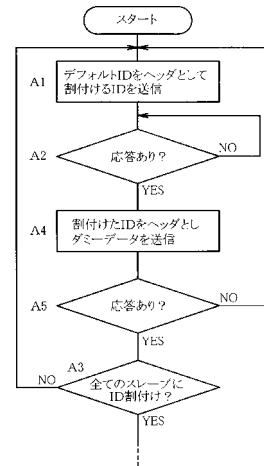 スタート
A1
デフォルトIDをヘッダとして
割付けるIDを送信
A2
応答あり?
NO
YES
A4
割付けたIDをヘッダとし
ダミーデータを送信
A5
応答あり?
NO
YES
A3
NO
全てのスレーブに
ID割付け?
YES